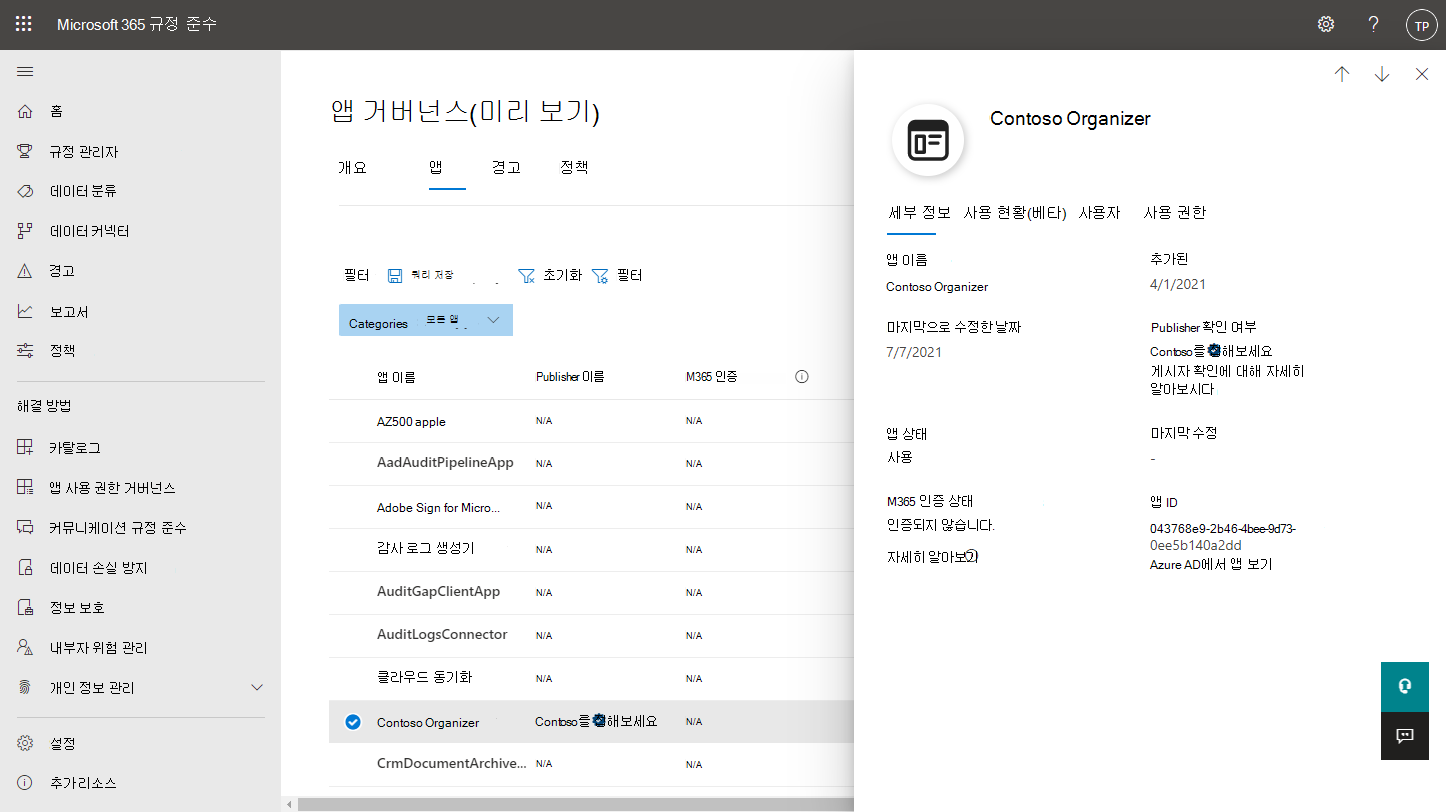 Microsoft 365 규정 준수
TP
홈
규정 관리자
데이터 분류
데이터 커넥터
경고
보고서
정책
해결 방법
카탈로그
앱 사용 권한 거버넌스
커뮤니케이션 규정 준수
데이터 손실 방지
정보 보호
내부자 위험 관리
개인 정보 관리
설정
추가 리소스
앱 거버넌스(미리 보기)
개요 앱 경고 정책
필터 쿼리 저장 초기화 필터
Categories 모든 앱
앱 이름 Publisher 이름 M365 인증
AZ500 apple N/A N/A
AadAuditPipelineApp N/A N/A
Adobe Sign for Micro... N/A N/A
감사 로그 생성기 N/A N/A
AuditGapClientApp N/A N/A
AuditLogsConnector N/A N/A
클라우드 동기화 N/A N/A
Contoso Organizer Contoso를 해보세요 N/A
CrmDocumentArchive... N/A N/A
Contoso Organizer
세부 정보 사용 현황(베타) 사용자 사용 권한
앱 이름
Contoso Organizer
추가된
4/1/2021
마지막으로 수정한 날짜
7/7/2021
Publisher 확인 여부
Contoso를 해보세요
게시자 확인에 대해 자세히
알아보시다
앱 상태
사용
마지막 수정
-
M365 인증 상태
인증되지 않습니다.
자세히 알아보기
앱 ID
043768e9-2b46-4bee-9d73-
0ee5b140a2dd
Azure AD에서 앱 보기